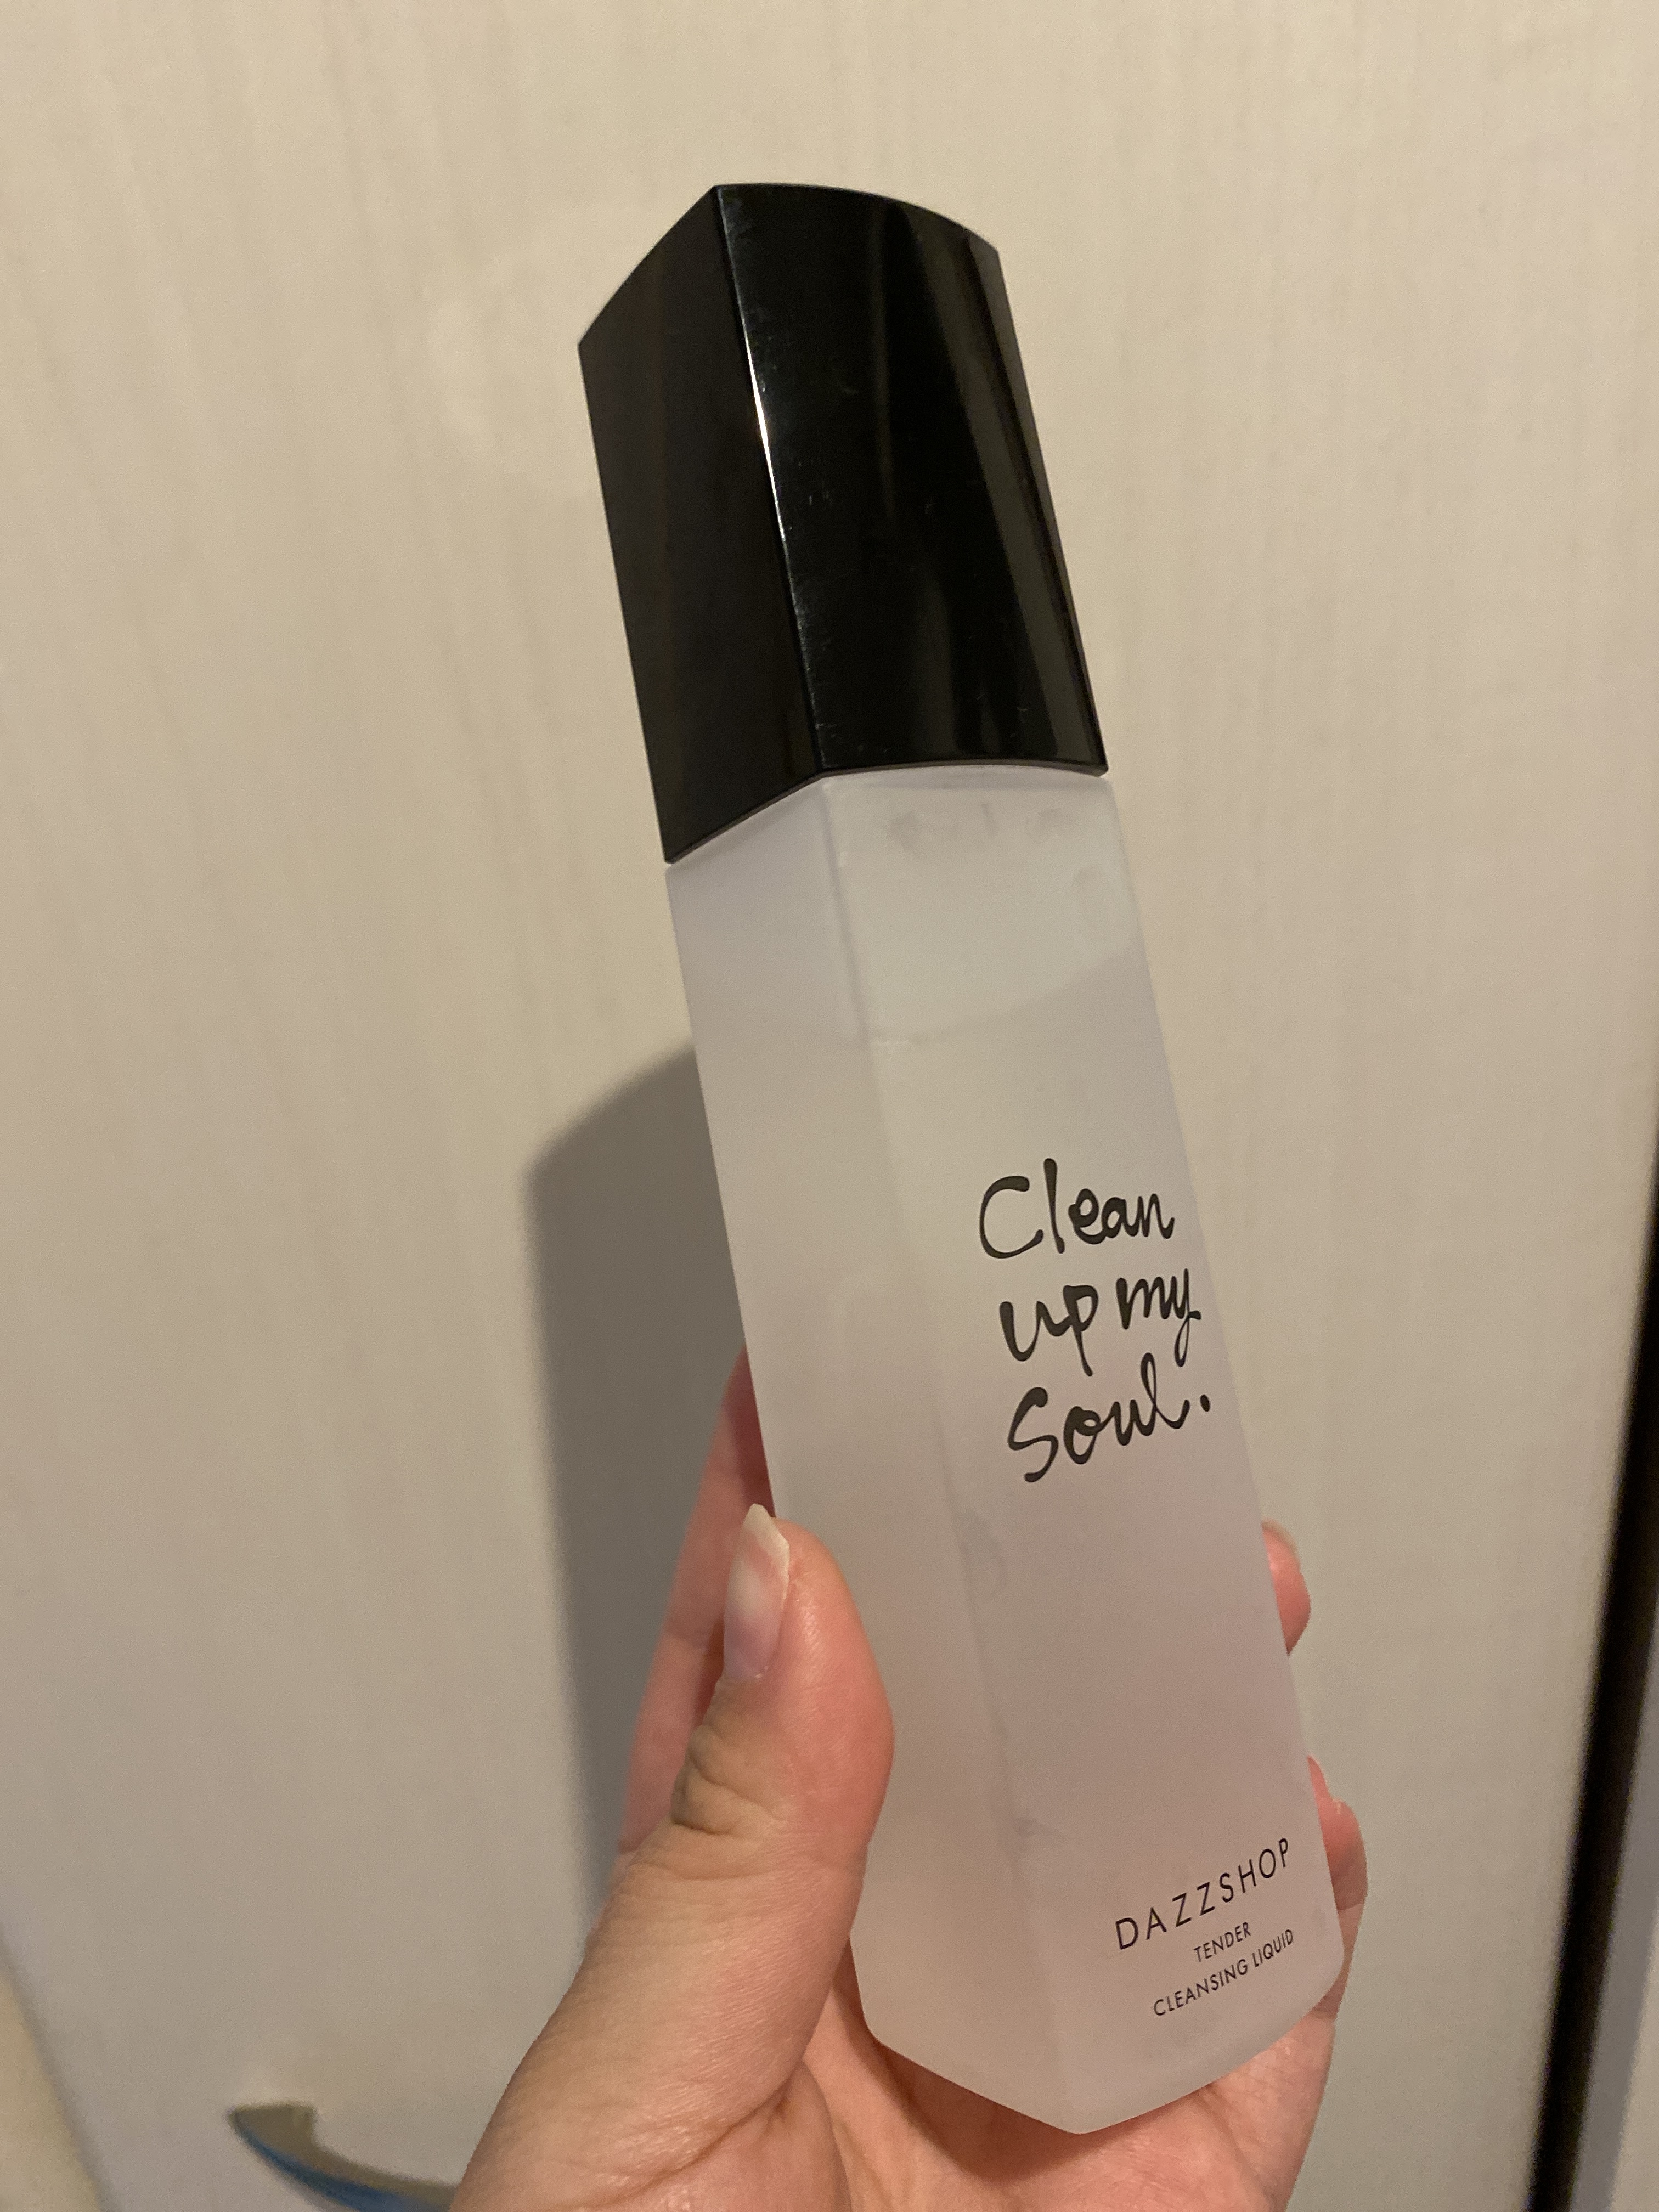 Clean
up my
Soul.
DAZZSHOP
TENDER
CLEANSING LIQUID